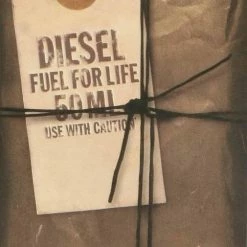 DIESEL
FUEL FOR LIFE
50 ML
USE WITH CAUTION